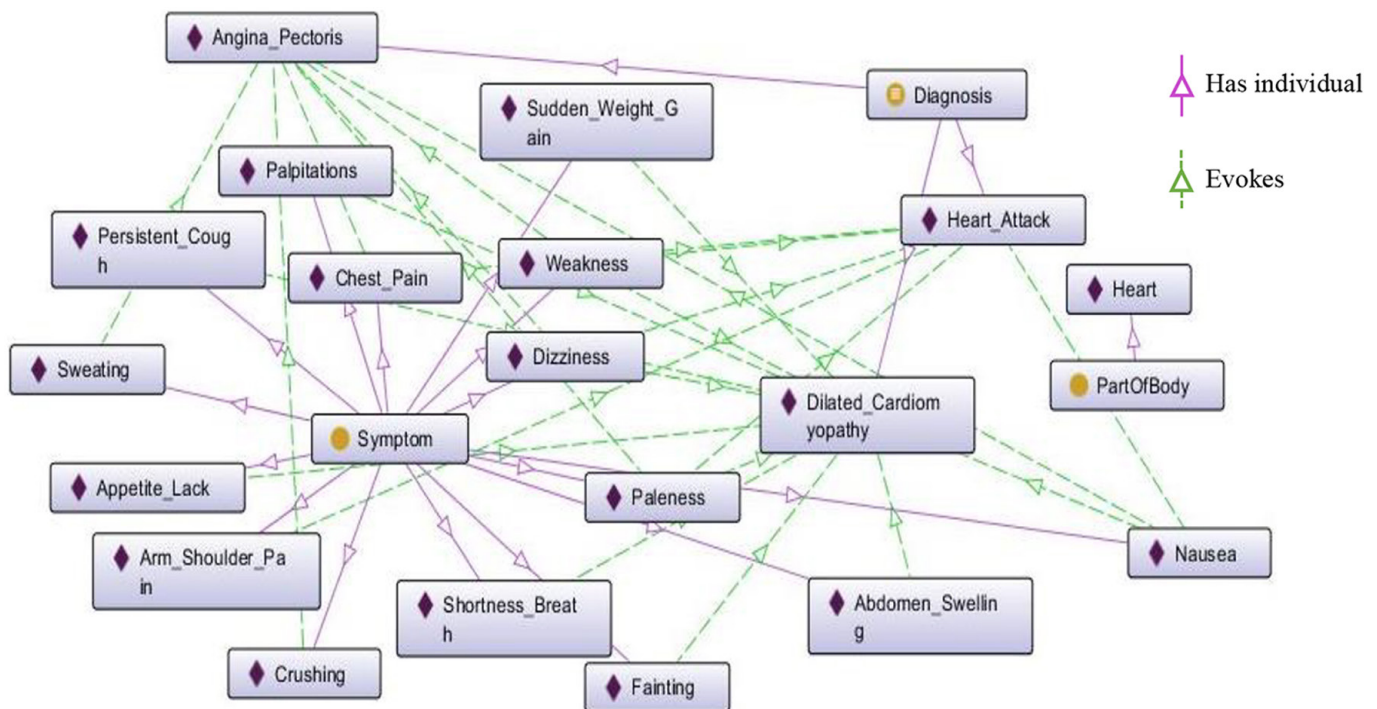 Angina_Pectoris
Diagnosis
Has individual
Sudden_Weight_G
ain
Palpitations
Evokes
Persistent_Coug
h
Heart_Attack
Chest_Pain
Weakness
Heart
Sweating
Dizziness
PartOfBody
Dilated_Cardiom
yopathy
Symptom
Appetite_Lack
Paleness
Arm_Shoulder_Pa
in
Nausea
Shortness_Breat
h
Abdomen_Swellin
g
Crushing
Fainting